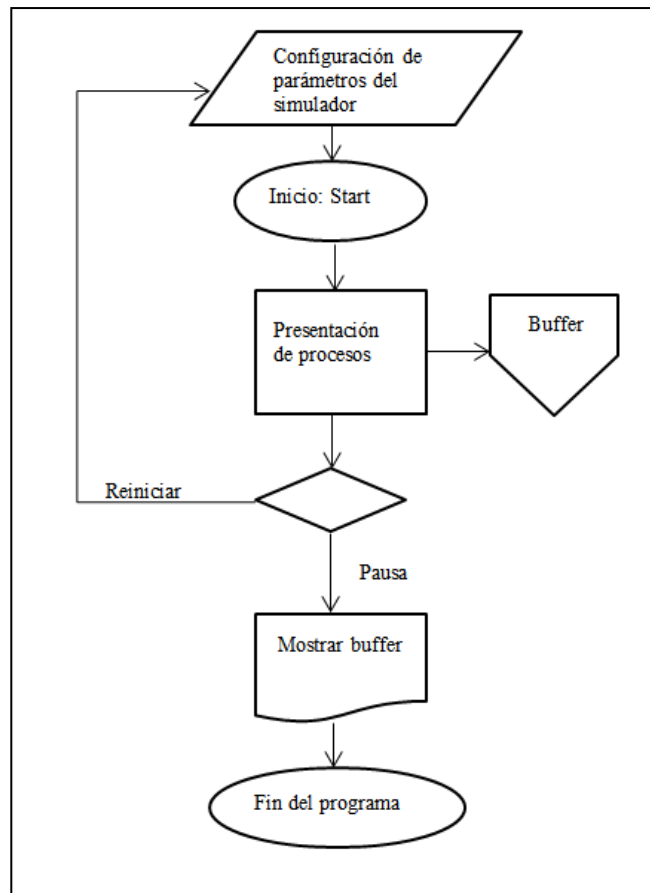 Configuración de
parámetros del
simulador
Inicio: Start
Presentación
de procesos
Buffer
Reiniciar
Pausa
Mostrar buffer
Fin del programa